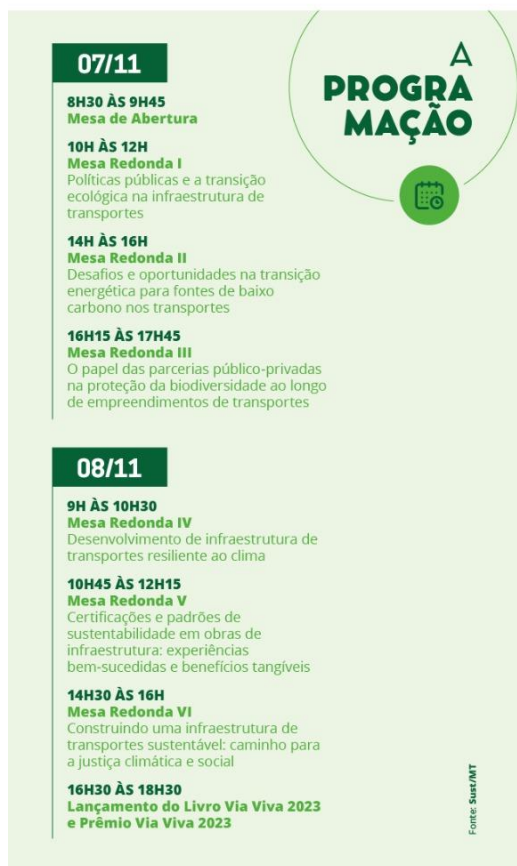 A
PROGRA
MAÇÃO
07/11
8H30 ÀS 9H45
Mesa de Abertura
10H ÀS 12H
Mesa Redonda I
Políticas públicas e a transição
ecológica na infraestrutura de
transportes
14H ÀS 16H
Mesa Redonda II
Desafios e oportunidades na transição
energética para fontes de baixo
carbono nos transportes
16H15 ÀS 17H45
Mesa Redonda III
O papel das parcerias público-privadas
na proteção da biodiversidade ao longo
de empreendimentos de transportes
08/11
9H ÀS 10H30
Mesa Redonda IV
Desenvolvimento de infraestrutura de
transportes resiliente ao clima
10H45 ÀS 12H15
Mesa Redonda V
Certificações e padrões de
sustentabilidade em obras de
infraestrutura: experiências
bem-sucedidas e benefícios tangíveis
14H30 ÀS 16H
Mesa Redonda VI
Construindo uma infraestrutura de
transportes sustentável: caminho para
a justiça climática e social
16H30 ÀS 18H30
Lançamento do Livro Via Viva 2023
e Prêmio Via Viva 2023
Fonte: Sust/MT